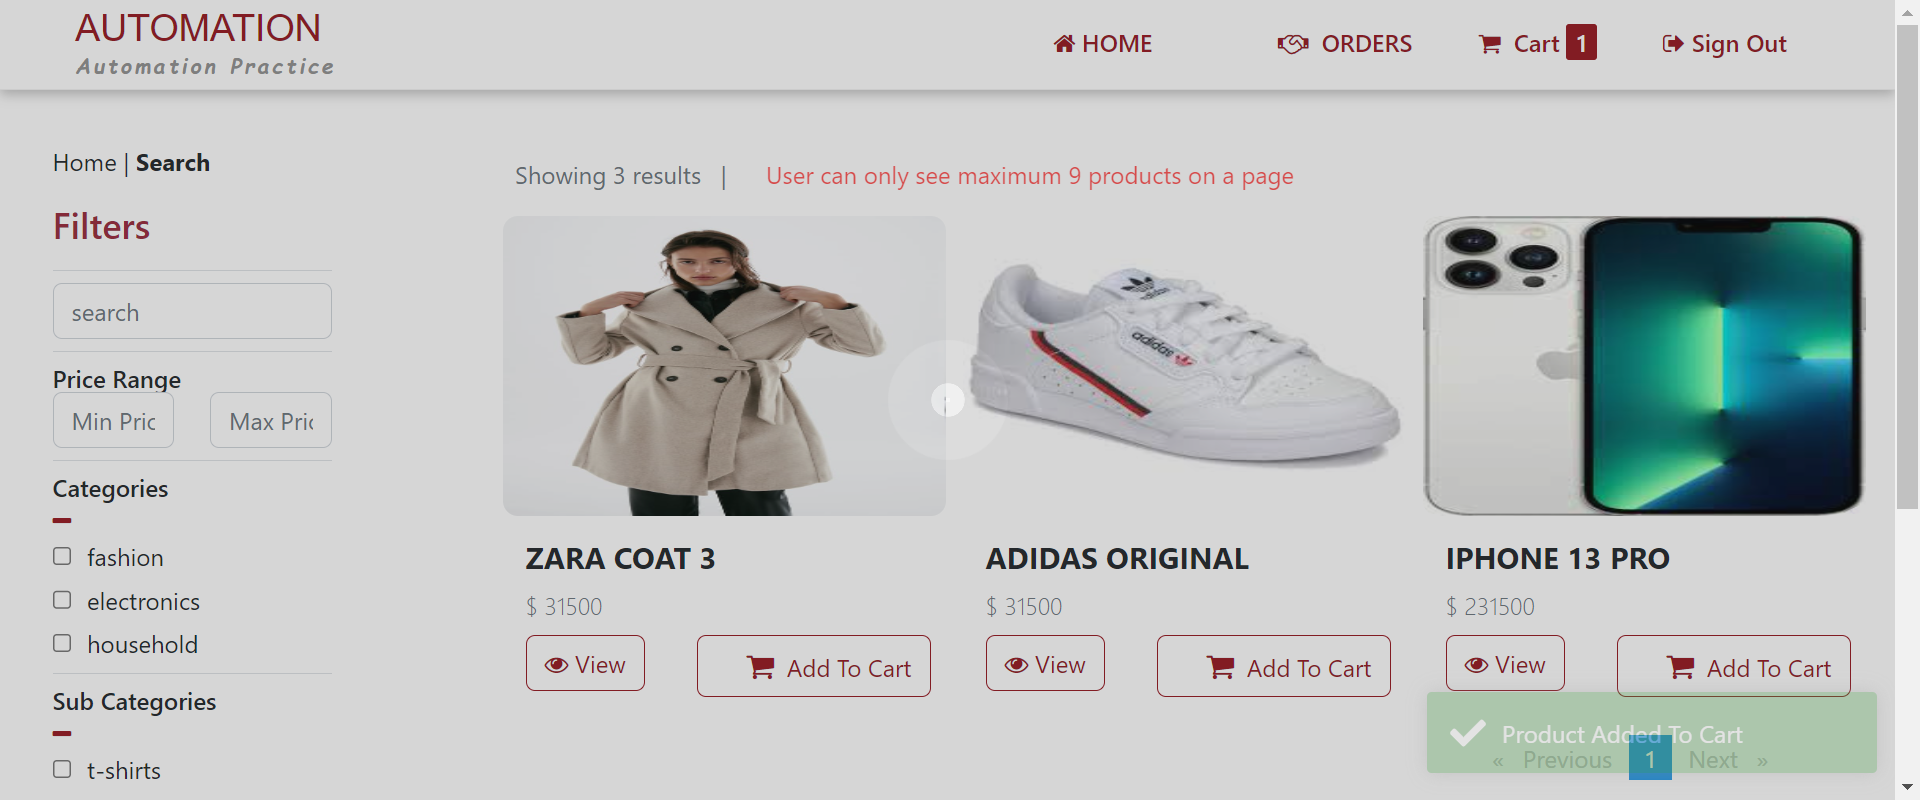 AUTOMATION
Automation Practice
HOME
ORDERS
Cart 1
Sign Out
Home | Search
Showing 3 results |
User can only see maximum 9 products on a page
Filters
search
Price Range
Min Pric
Max Pri
Categories
fashion
electronics
household
Sub Categories
t-shirts
adidas
adidas
ZARA COAT 3
$ 31500
View
Add To Cart
ADIDAS ORIGINAL
$ 31500
View
Add To Cart
IPHONE 13 PRO
$ 231500
View
Add To Cart
Product Added To Cart
« Previous 1 Next »